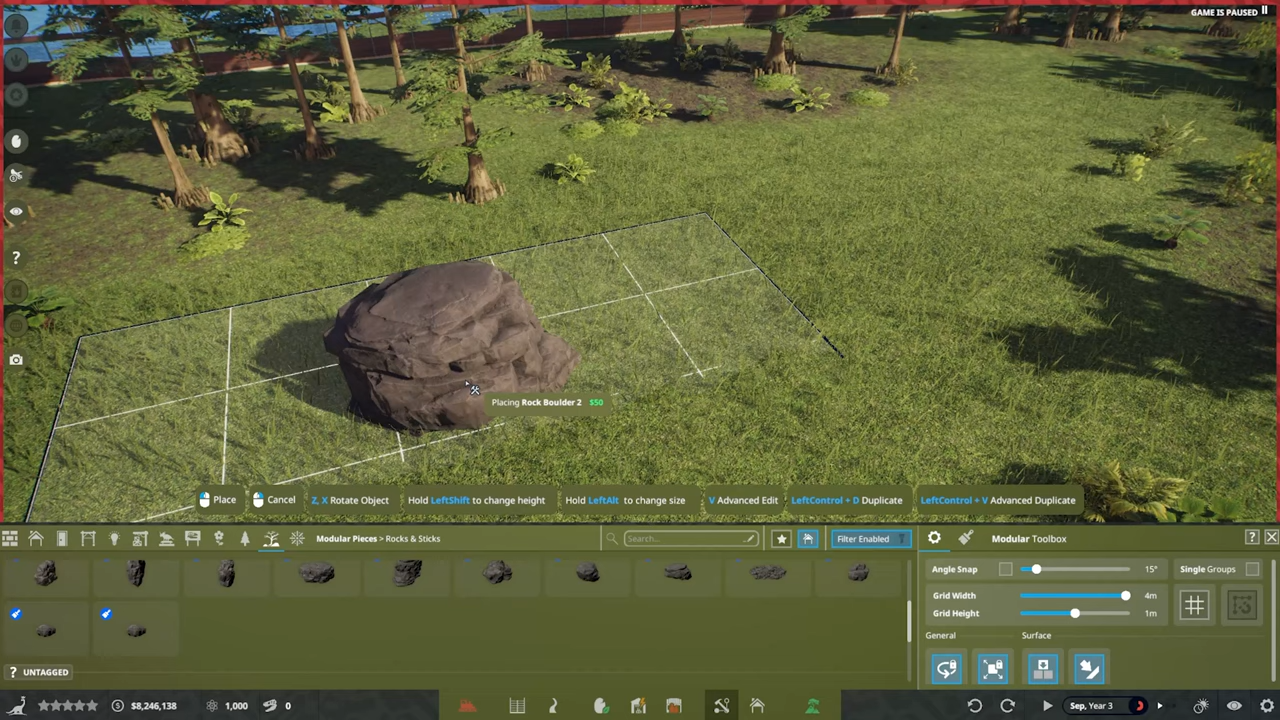 GAME IS PAUSED
?
Placing Rock Boulder 2 $50
Place
Cancel
Z, X Rotate Object
Hold LeftShift to change height
Hold LeftAlt to change size
V Advanced Edit
LeftControl + D Duplicate
LeftControl + V Advanced Duplicate
Modular Pieces > Rocks & Sticks
Search...
Filter Enabled
Modular Toolbox
?
Angle Snap
15°
Single Groups
Grid Width
4m
Grid Height
1m
General
Surface
? UNTAGGED
$8,246,138
1,000
0
Sep, Year 3